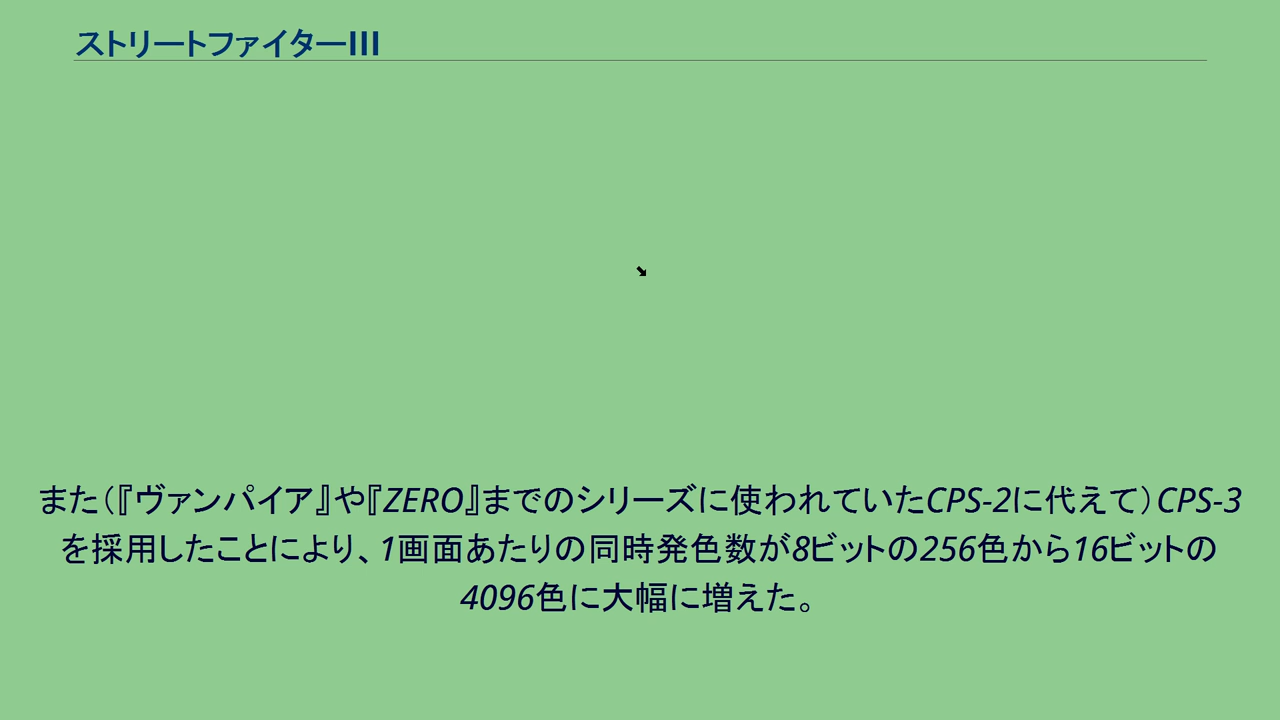 ストリートファイターIII
また（『ヴァンパイア』や『ZERO』までのシリーズに使われていたCPS-2に代えて）CPS-3
を採用したことにより、1画面あたりの同時発色数が8ビットの256色から16ビットの
4096色に大幅に増えた。